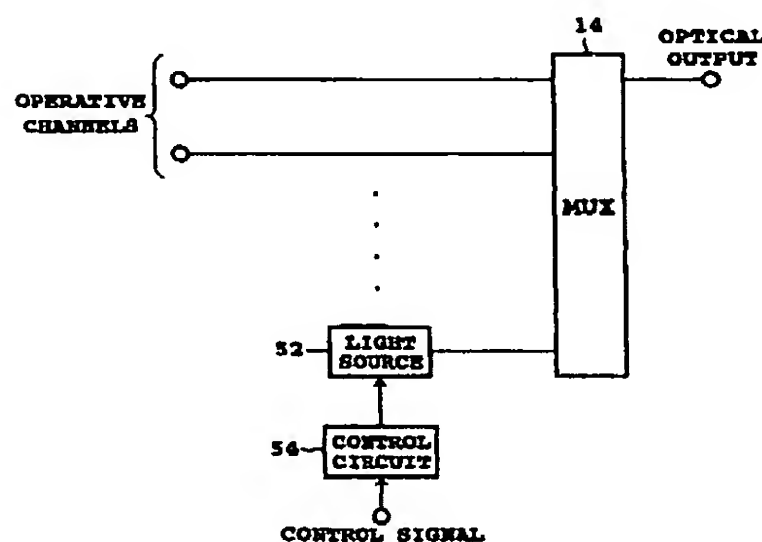 14
OPTICAL
OUTPUT
OPERATIVE
CHANNELS
MUX
52
LIGHT
SOURCE
54
CONTROL
CIRCUIT
CONTROL SIGNAL